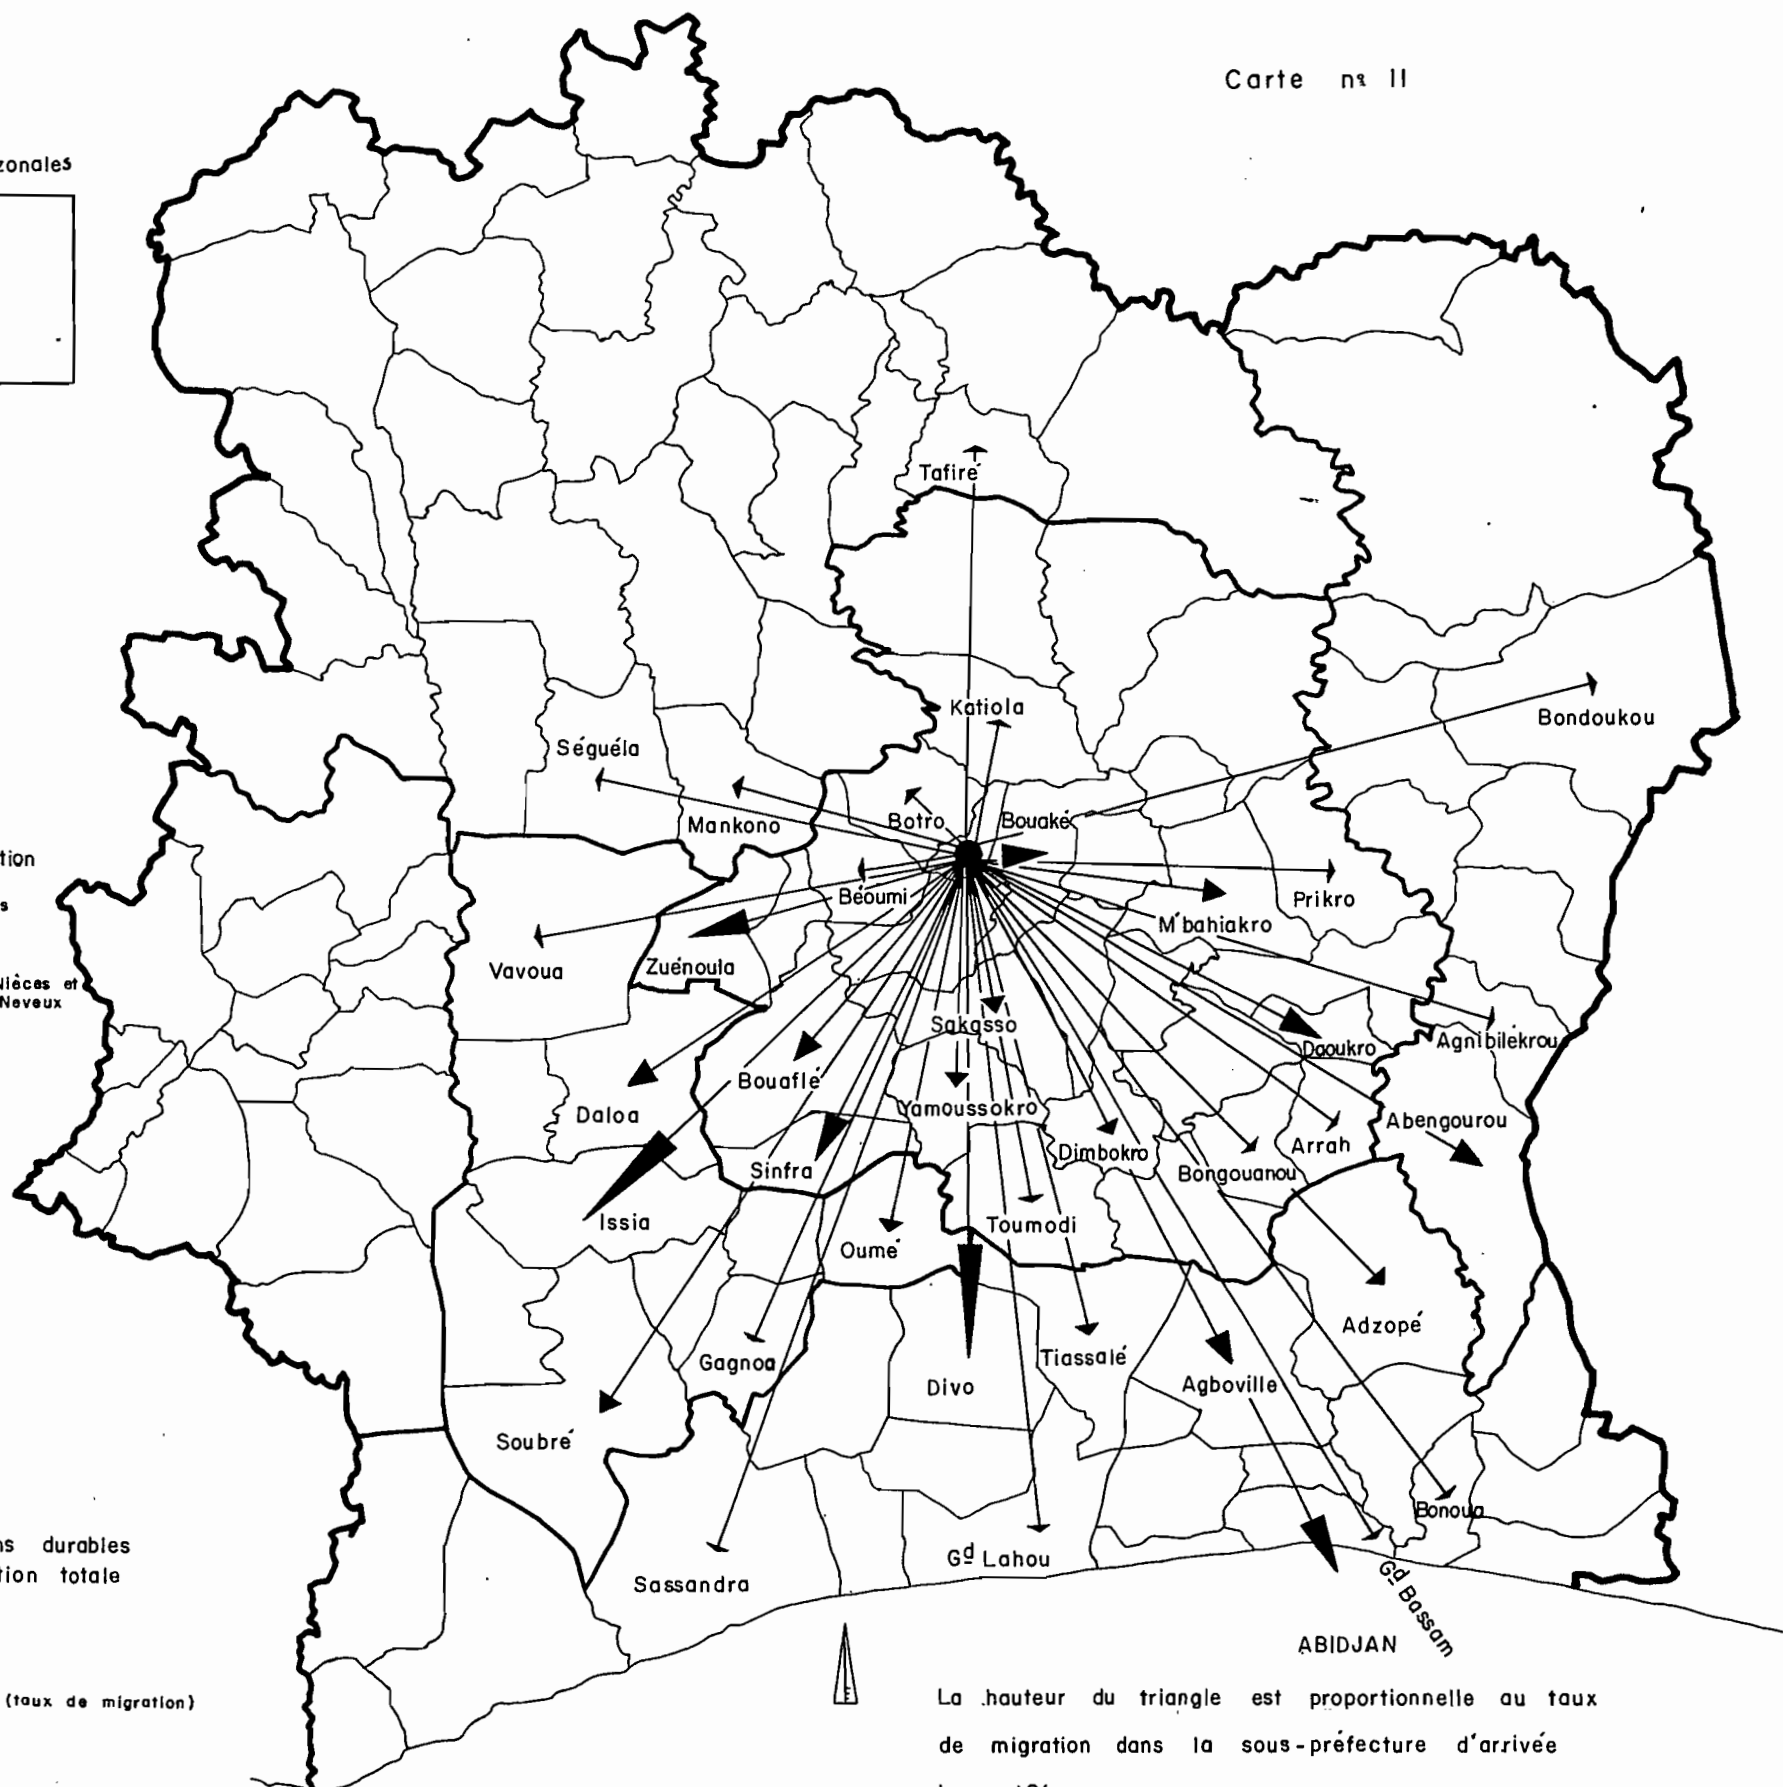 Carte nº 11
zonales
Tafiré
Katiola
Bondoukou
Séguéla
Mankono
Botro
Bouaké
tion
s
Béoumi
Prikro
M'bahiakro
Vavoua
Zuénoula
Nièces et
Neveux
Sakasso
Daoukro
Agnibilékrou
Bouaflé
Daloa
Yamoussokro
Abengourou
Dimbokro
Arrah
Sinfra
Bongouanou
Issia
Toumodi
Oumé
Adzopé
Gagnoa
Tiassalé
Divo
Agboville
Soubré
Bonoua
ns durables
Gd Lahou
tion totale
Sassandra
Gd Bassam
ABIDJAN
(taux de migration)
La hauteur du triangle est proportionnelle au taux
de migration dans la sous-préfecture d'arrivée